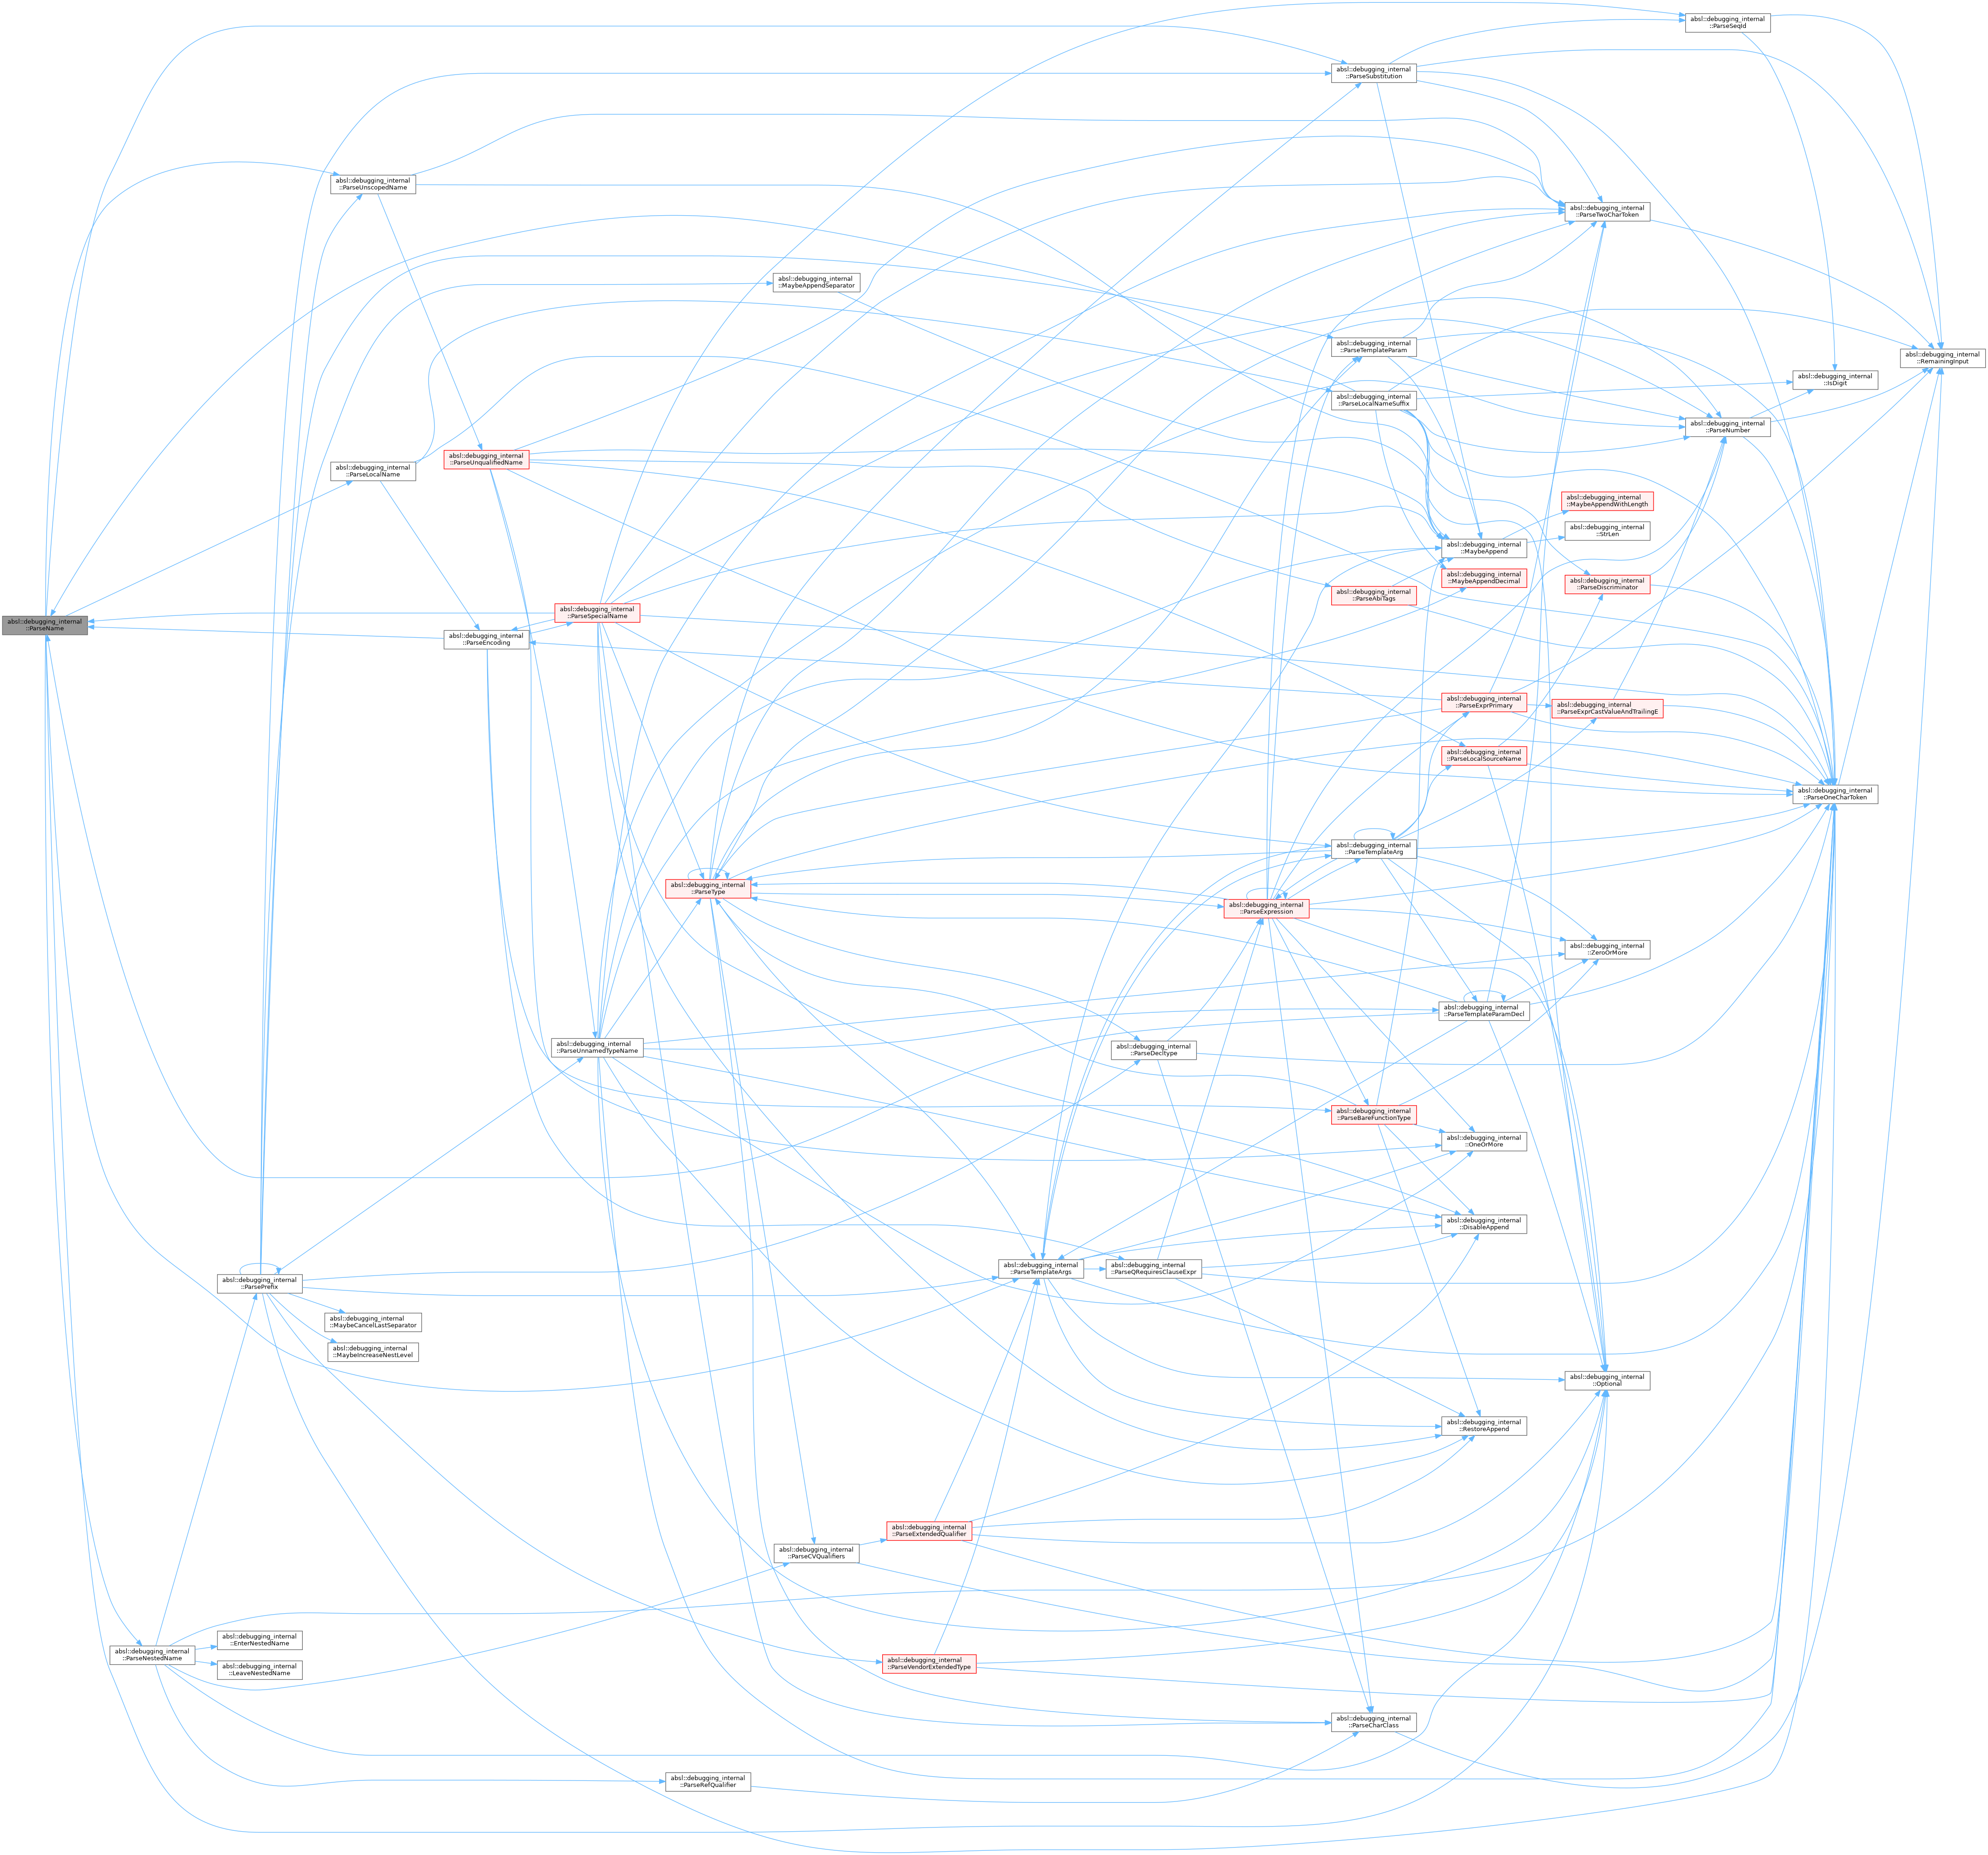 absl::debugging_internal
::ParseSeqId
absl::debugging_internal
::ParseSubstitution
absl::debugging_internal
::ParseUnscopedName
absl::debugging_internal
::ParseTwoCharToken
absl::debugging_internal
::MaybeAppendSeparator
absl::debugging_internal
::ParseTemplateParam
absl::debugging_internal
::RemainingInput
absl::debugging_internal
::IsDigit
absl::debugging_internal
::ParseLocalNameSuffix
absl::debugging_internal
::ParseNumber
absl::debugging_internal
::ParseUnqualifiedName
absl::debugging_internal
::ParseLocalName
absl::debugging_internal
::MaybeAppendWithLength
absl::debugging_internal
::StrLen
absl::debugging_internal
::MaybeAppend
absl::debugging_internal
::MaybeAppendDecimal
absl::debugging_internal
::ParseDiscriminator
absl::debugging_internal
::ParseAbiTags
absl::debugging_internal
::ParseSpecialName
absl::debugging_internal
::ParseName
absl::debugging_internal
::ParseEncoding
absl::debugging_internal
::ParseExprPrimary
absl::debugging_internal
::ParseExprCastValueAndTrailingE
absl::debugging_internal
::ParseLocalSourceName
absl::debugging_internal
::ParseOneCharToken
absl::debugging_internal
::ParseTemplateArg
absl::debugging_internal
::ParseType
absl::debugging_internal
::ParseExpression
absl::debugging_internal
::ZeroOrMore
absl::debugging_internal
::ParseTemplateParamDecl
absl::debugging_internal
::ParseUnnamedTypeName
absl::debugging_internal
::ParseDecltype
absl::debugging_internal
::ParseBareFunctionType
absl::debugging_internal
::OneOrMore
absl::debugging_internal
::DisableAppend
absl::debugging_internal
::ParseTemplateArgs
absl::debugging_internal
::ParseQRequiresClauseExpr
absl::debugging_internal
::ParsePrefix
absl::debugging_internal
::MaybeCancelLastSeparator
absl::debugging_internal
::MaybeIncreaseNestLevel
absl::debugging_internal
::Optional
absl::debugging_internal
::RestoreAppend
absl::debugging_internal
::ParseExtendedQualifier
absl::debugging_internal
::ParseCVQualifiers
absl::debugging_internal
::EnterNestedName
absl::debugging_internal
::ParseNestedName
absl::debugging_internal
::LeaveNestedName
absl::debugging_internal
::ParseVendorExtendedType
absl::debugging_internal
::ParseCharClass
absl::debugging_internal
::ParseRefQualifier